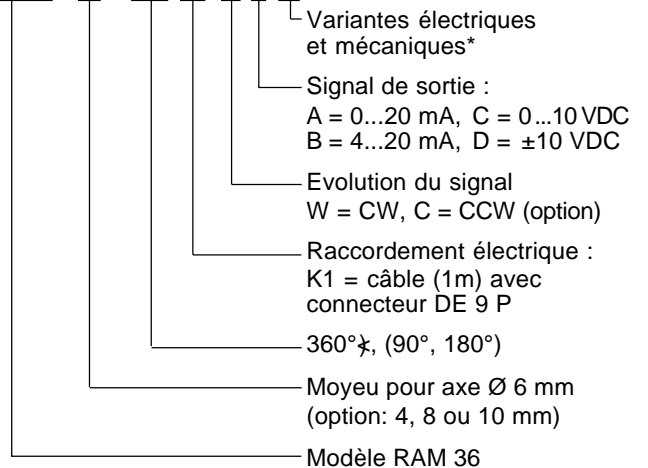 Variantes électriques
et mécaniques*
Signal de sortie :
A = 0...20 mA, C = 0...10 VDC
B = 4...20 mA, D = ±10 VDC
Evolution du signal
W = CW, C = CCW (option)
Raccordement électrique :
K1 = câble (1m) avec
connecteur DE 9 P
360°∢, (90°, 180°)
Moyeu pour axe Ø 6 mm
(option: 4, 8 ou 10 mm)
Modèle RAM 36